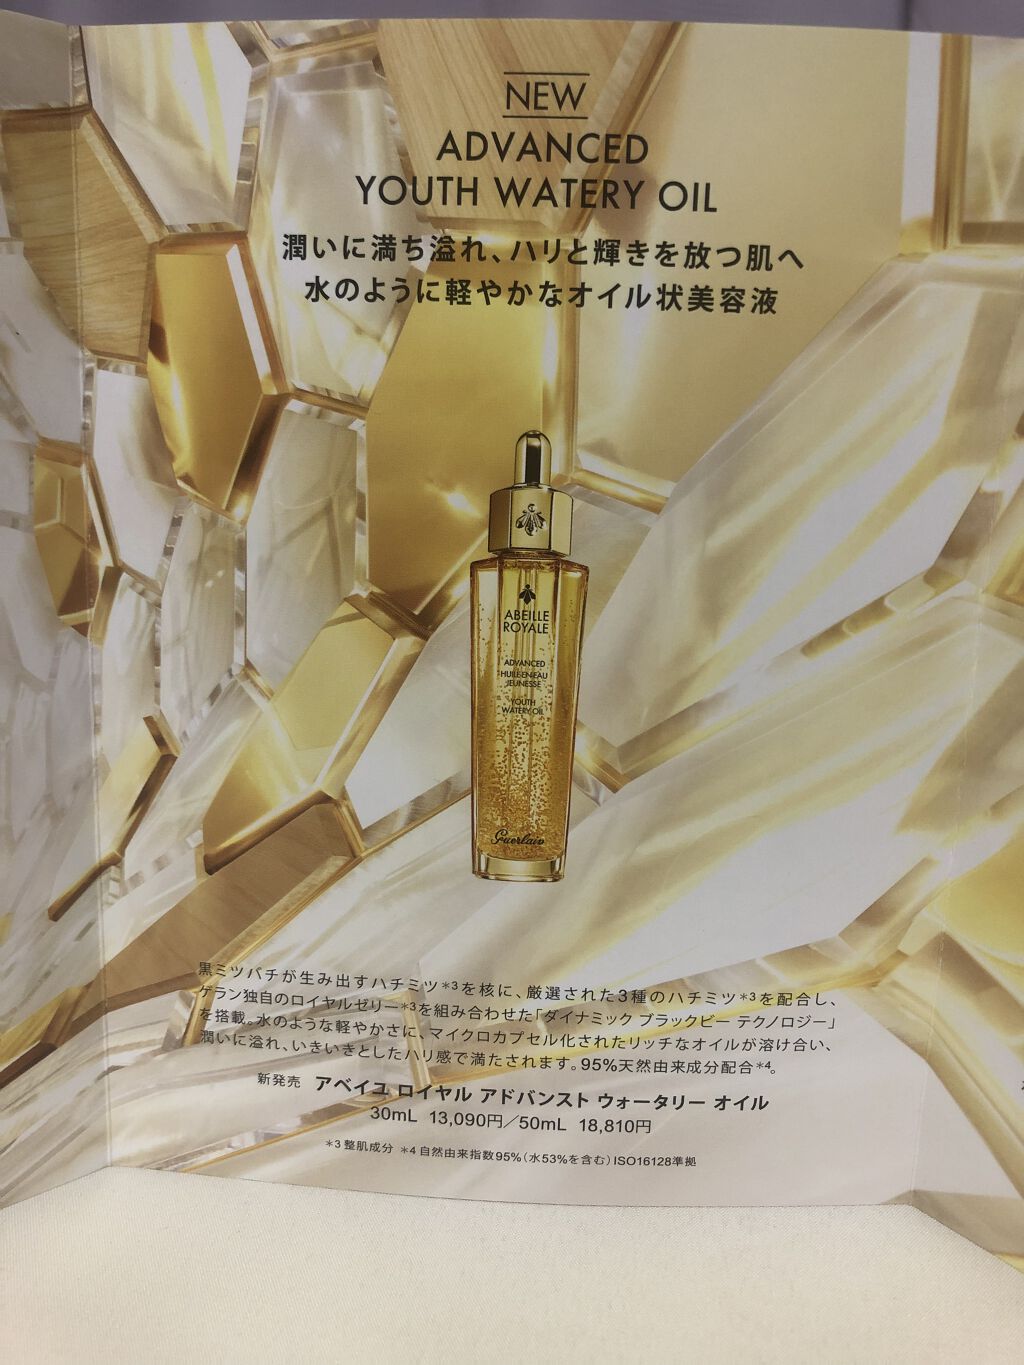 NEW
ADVANCED
YOUTH WATERY OIL
潤いに満ち溢れ、ハリと輝きを放つ肌へ
水のように軽やかなオイル状美容液
ABEILLE
ROYALE
ADVANCED
HUILE-EN-EAU
JEUNESSE
YOUTH
WATERY OIL
Guerlain
黒ミツバチが生み出すハチミツ*3を核に、厳選された3種のハチミツ*3を配合し、
ゲラン独自のロイヤルゼリー*3を組み合わせた「ダイナミック ブラックビー テクノロジー」
を搭載。水のような軽やかさに、マイクロカプセル化されたリッチなオイルが溶け合い、
潤いに溢れ、いきいきとしたハリ感で満たされます。95%天然由来成分配合*4。
新発売 アベイユ ロイヤル アドバンスト ウォータリー オイル
30mL 13,090円／50mL 18,810円
*3 整肌成分 *4 自然由来指数95%（水53%を含む）ISO16128準拠